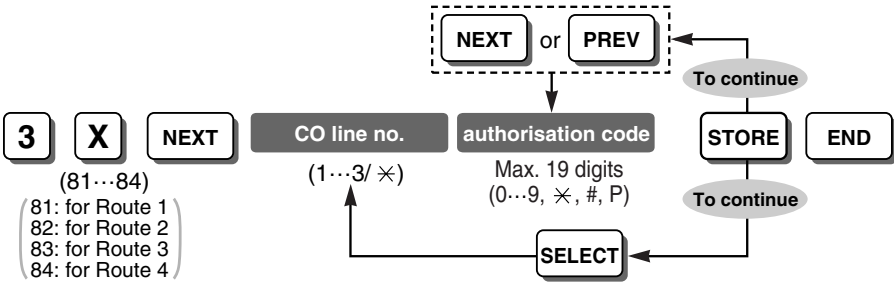 NEXT or PREV
To continue
3 X NEXT CO line no. authorisation code STORE END
(81···84)
(1···3/ ✳)
Max. 19 digits
(0···9, ✳, #, P)
81: for Route 1
82: for Route 2
83: for Route 3
84: for Route 4
To continue
SELECT